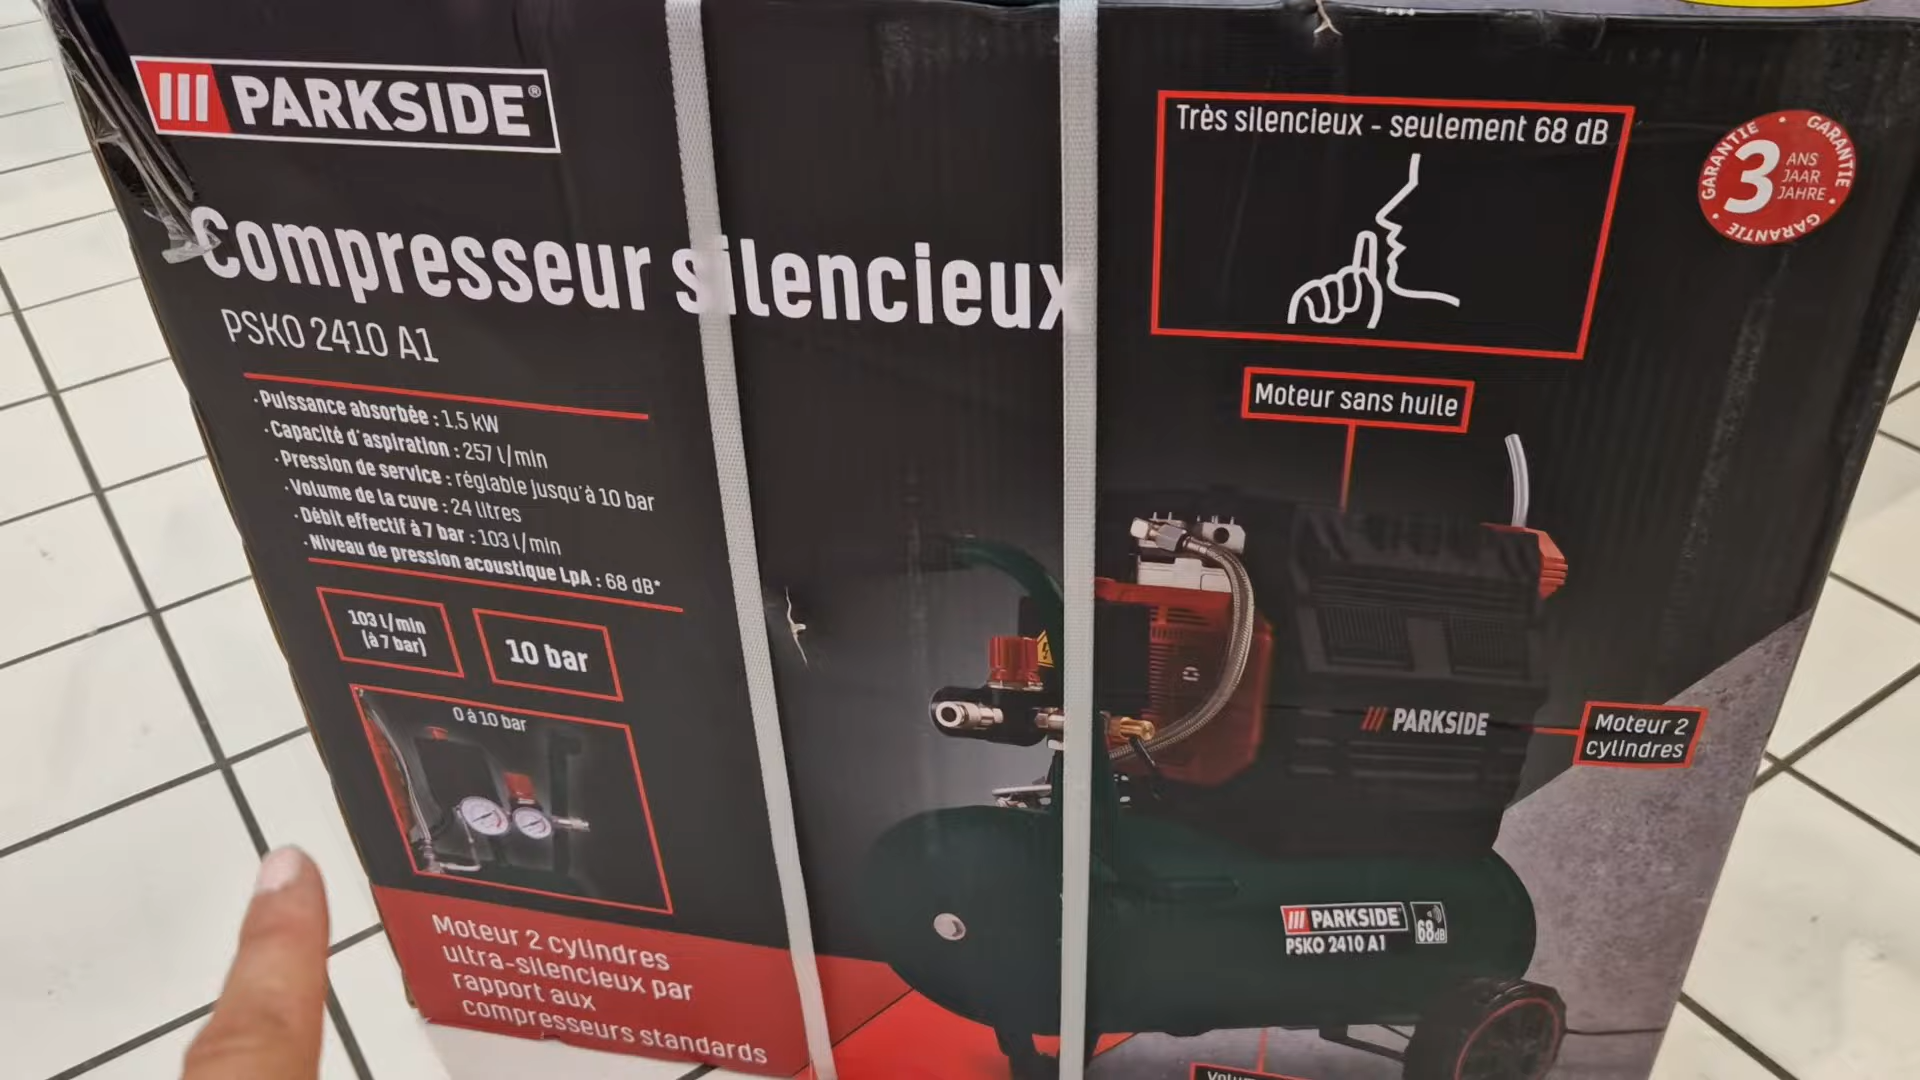 PARKSIDE®
Compresseur silencieux
PSKO 2410 A1
· Puissance absorbée : 1,5 kW
· Capacité d'aspiration : 257 l/min
· Pression de service : réglable jusqu'à 10 bar
· Volume de la cuve : 24 litres
· Débit effectif à 7 bar : 103 l/min
· Niveau de pression acoustique LpA : 68 dB*
103 l/min
(à 7 bar)
10 bar
0 à 10 bar
Moteur 2 cylindres
ultra-silencieux par
rapport aux
compresseurs standards
Très silencieux - seulement 68 dB
GARANTIE • GARANTIE • GARANTIE •
3 ANS
JAAR
JAHRE
Moteur sans huile
PARKSIDE
Moteur 2
cylindres
PARKSIDE
PSKO 2410 A1
68dB